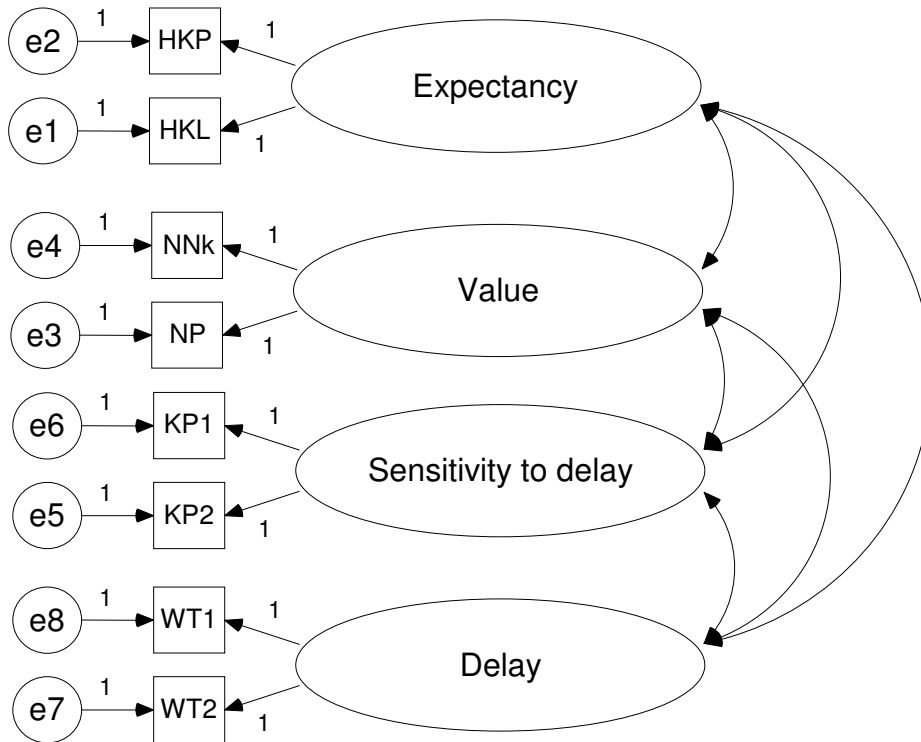 1
1
e2
HKP
Expectancy
1
e1
HKL
1
1
1
e4
NNk
Value
1
e3
NP
1
1
1
e6
KP1
Sensitivity to delay
1
e5
KP2
1
1
1
e8
WT1
Delay
1
e7
WT2
1